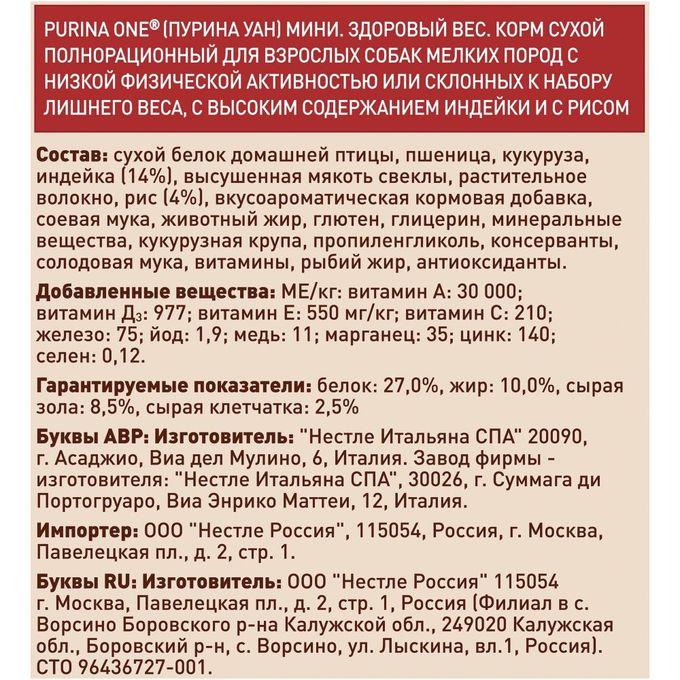 PURINA ONE® (ПУРИНА УАН) МИНИ. ЗДОРОВЫЙ ВЕС. КОРМ СУХОЙ
ПОЛНОРАЦИОННЫЙ ДЛЯ ВЗРОСЛЫХ СОБАК МЕЛКИХ ПОРОД С
НИЗКОЙ ФИЗИЧЕСКОЙ АКТИВНОСТЬЮ ИЛИ СКЛОННЫХ К НАБОРУ
ЛИШНЕГО ВЕСА, С ВЫСОКИМ СОДЕРЖАНИЕМ ИНДЕЙКИ И С РИСОМ
Состав: сухой белок домашней птицы, пшеница, кукуруза,
индейка (14%), высушенная мякоть свеклы, растительное
волокно, рис (4%), вкусоароматическая кормовая добавка,
соевая мука, животный жир, глютен, глицерин, минеральные
вещества, кукурузная крупа, пропиленгликоль, консерванты,
солодовая мука, витамины, рыбий жир, антиоксиданты.
Добавленные вещества: МЕ/кг: витамин А: 30 000;
витамин Д₃: 977; витамин Е: 550 мг/кг; витамин С: 210;
железо: 75; йод: 1,9; медь: 11; марганец: 35; цинк: 140;
селен: 0,12.
Гарантируемые показатели: белок: 27,0%, жир: 10,0%, сырая
зола: 8,5%, сырая клетчатка: 2,5%
Буквы АВР: Изготовитель: "Нестле Итальяна СПА" 20090,
г. Асаджио, Виа дел Мулино, 6, Италия. Завод фирмы -
изготовителя: "Нестле Итальяна СПА", 30026, г. Суммага ди
Портогруаро, Виа Энрико Маттеи, 12, Италия.
Импортер: ООО "Нестле Россия", 115054, Россия, г. Москва,
Павелецкая пл., д. 2, стр. 1.
Буквы RU: Изготовитель: ООО "Нестле Россия" 115054
г. Москва, Павелецкая пл., д. 2, стр. 1, Россия (Филиал в с.
Ворсино Боровского р-на Калужской обл., 249020 Калужская
обл., Боровский р-н, с. Ворсино, ул. Лыскина, вл.1, Россия).
СТО 96436727-001.